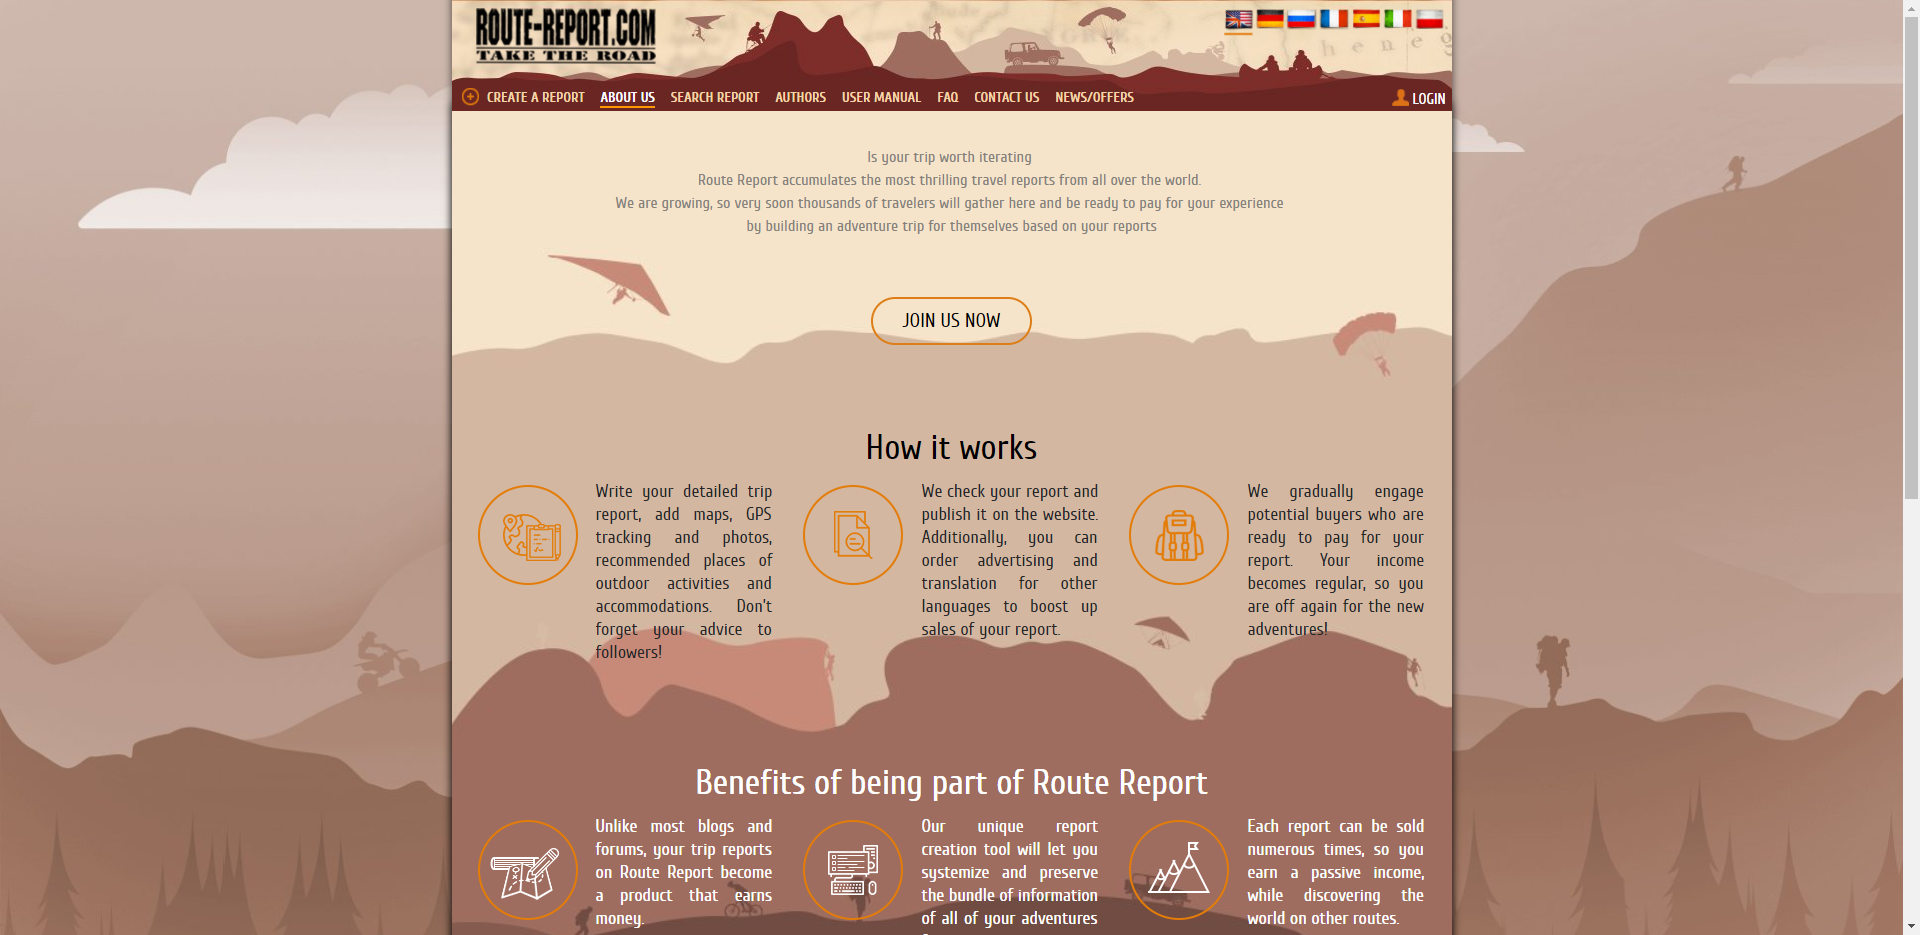 ROUTE-REPORT.COM
TAKE THE ROAD
CREATE A REPORT ABOUT US SEARCH REPORT AUTHORS USER MANUAL FAQ CONTACT US NEWS/OFFERS LOGIN
Is your trip worth iterating
Route Report accumulates the most thrilling travel reports from all over the world.
We are growing, so very soon thousands of travelers will gather here and be ready to pay for your experience
by building an adventure trip for themselves based on your reports
JOIN US NOW
How it works
Write your detailed trip
report, add maps, GPS
tracking and photos,
recommended places of
outdoor activities and
accommodations. Don't
forget your advice to
followers!
We check your report and
publish it on the website.
Additionally, you can
order advertising and
translation for other
languages to boost up
sales of your report.
We gradually engage
potential buyers who are
ready to pay for your
report. Your income
becomes regular, so you
are off again for the new
adventures!
Benefits of being part of Route Report
Unlike most blogs and
forums, your trip reports
on Route Report become
a product that earns
money.
Our unique report
creation tool will let you
systemize and preserve
the bundle of information
of all of your adventures
Each report can be sold
numerous times, so you
earn a passive income,
while discovering the
world on other routes.